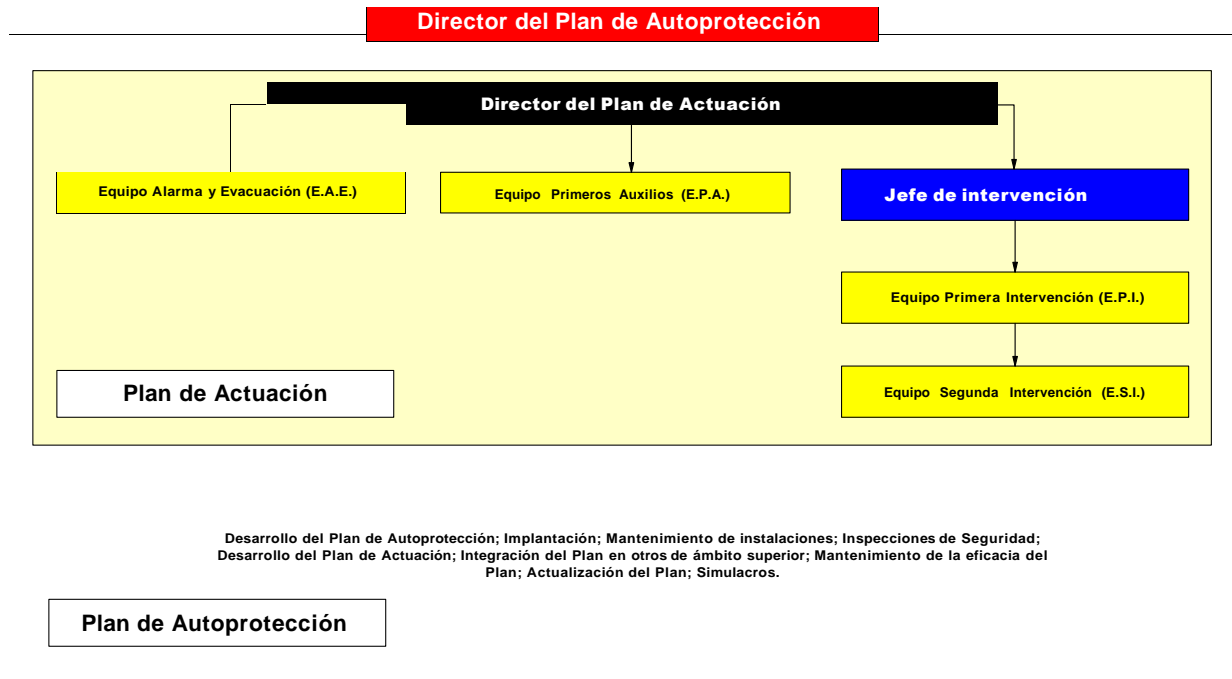 Director del Plan de Autoprotección
Director del Plan de Actuación
Equipo Alarma y Evacuación (E.A.E.)
Equipo Primeros Auxilios (E.P.A.)
Jefe de intervención
Equipo Primera Intervención (E.P.I.)
Plan de Actuación
Equipo Segunda Intervención (E.S.I.)
Desarrollo del Plan de Autoprotección; Implantación; Mantenimiento de instalaciones; Inspecciones de Seguridad;
Desarrollo del Plan de Actuación; Integración del Plan en otros de ámbito superior; Mantenimiento de la eficacia del
Plan; Actualización del Plan; Simulacros.
Plan de Autoprotección